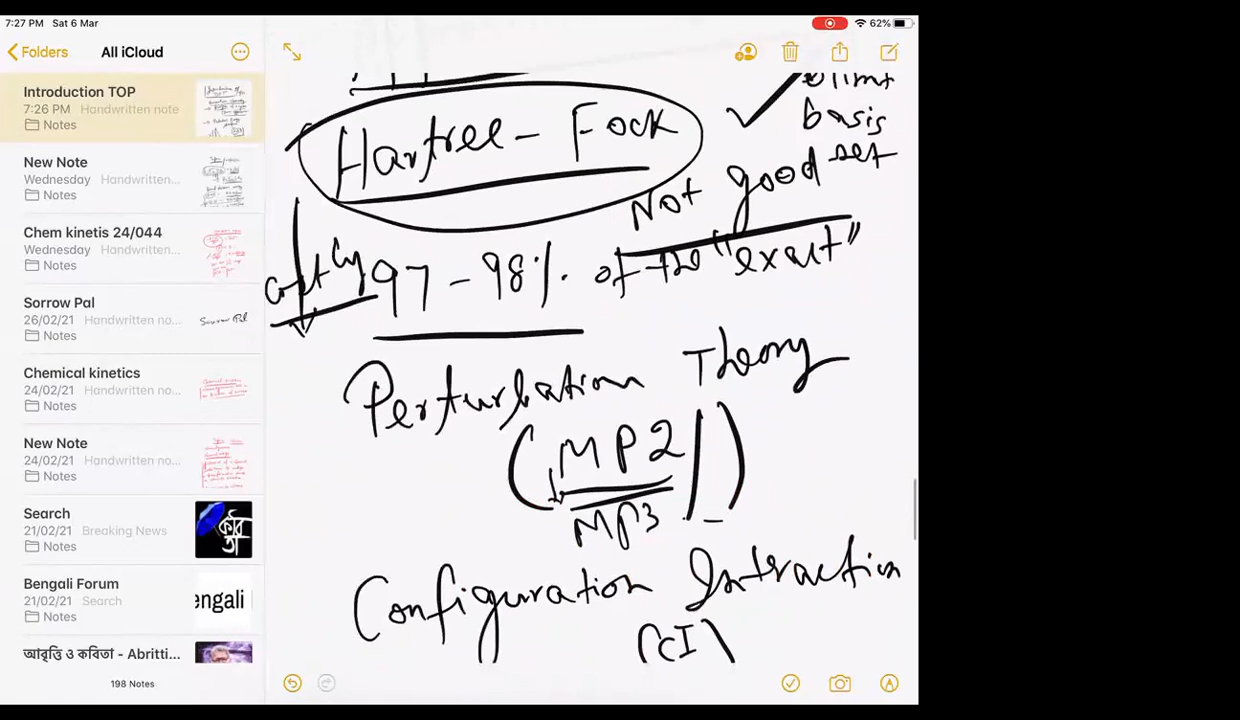 7:27 PM Sat 6 Mar
62%
Folders
All iCloud
Introduction TOP
7:26 PM Handwritten note
Notes
New Note
Wednesday Handwritten...
Notes
Chem kinetis 24/044
Wednesday Handwritten...
Notes
Sorrow Pal
26/02/21 Handwritten no...
Notes
Chemical kinetics
24/02/21 Handwritten no...
Notes
New Note
24/02/21 Handwritten no...
Notes
Search
21/02/21 Breaking News
Notes
Bengali Forum
21/02/21 Search
Notes
engali
আবৃত্তি ও কবিতা - Abritti...
198 Notes
basis
set
Hartree - Fock
Not good
Costly
97 - 98% of the "exact"
Perturbation Theory
(MP2)
MP3
Configuration Interaction
(CI)